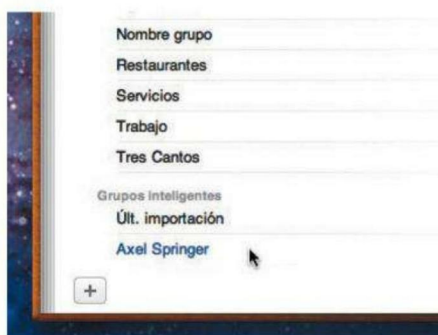 Nombre grupo
Restaurantes
Servicios
Trabajo
Tres Cantos
Grupos inteligentes
Últ. importación
Axel Springer
+